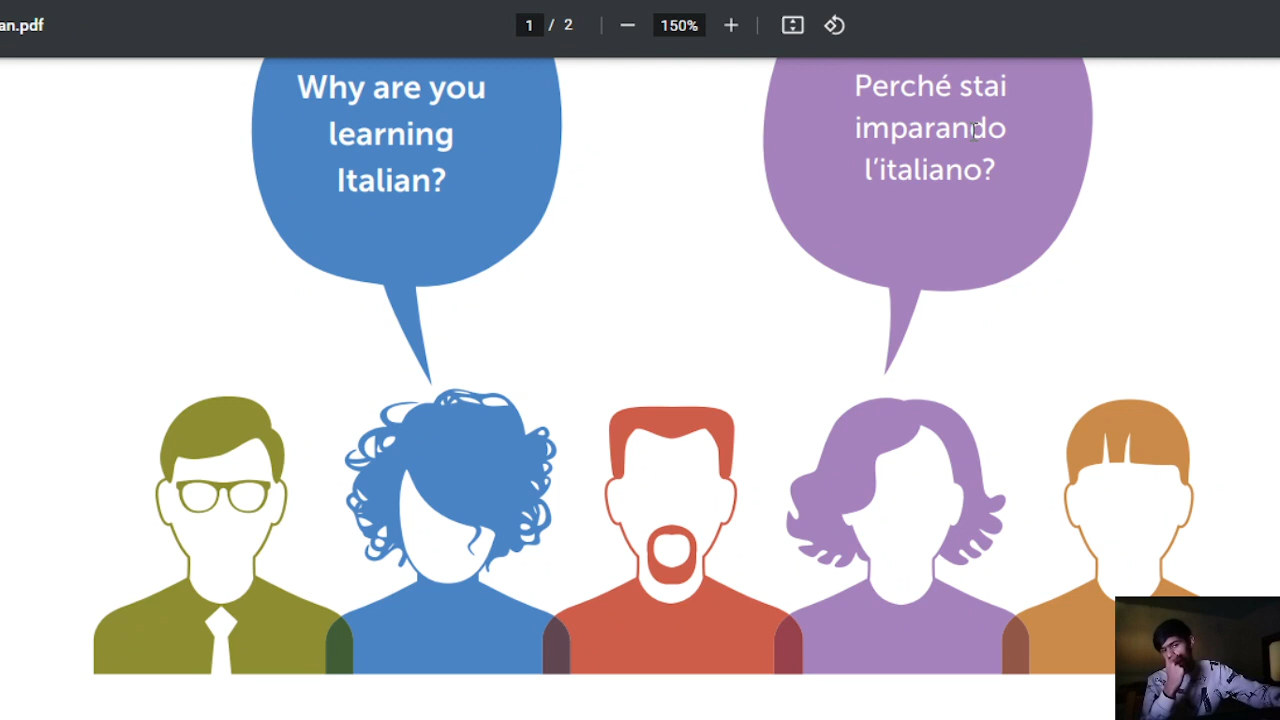 an.pdf
1 / 2
150%
Why are you
learning
Italian?
Perché stai
imparando
l’italiano?